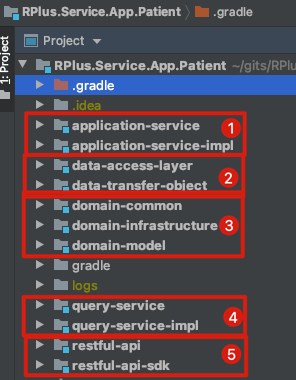 RPlus.Service.App.Patient .gradle
1: Project
Project
RPlus.Service.App.Patient ~/gits/RPl
.gradle
.idea
application-service
1
application-service-impl
data-access-layer
2
data-transfer-object
domain-common
domain-infrastructure
3
domain-model
gradle
logs
query-service
4
query-service-impl
restful-api
5
restful-api-sdk